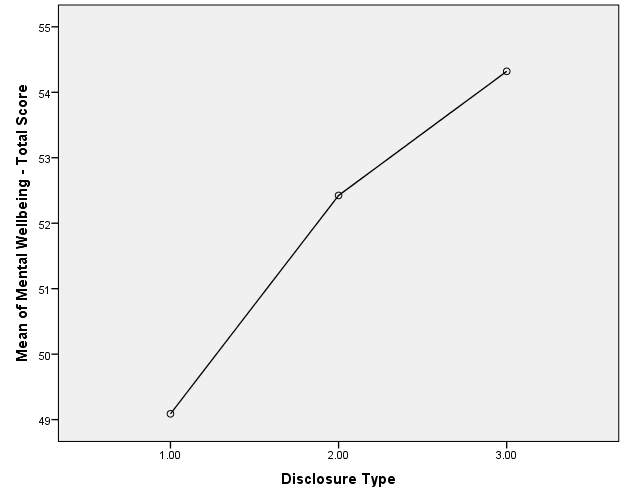 55
54
53
52
51
50
49
Mean of Mental Wellbeing - Total Score
1.00 2.00 3.00
Disclosure Type